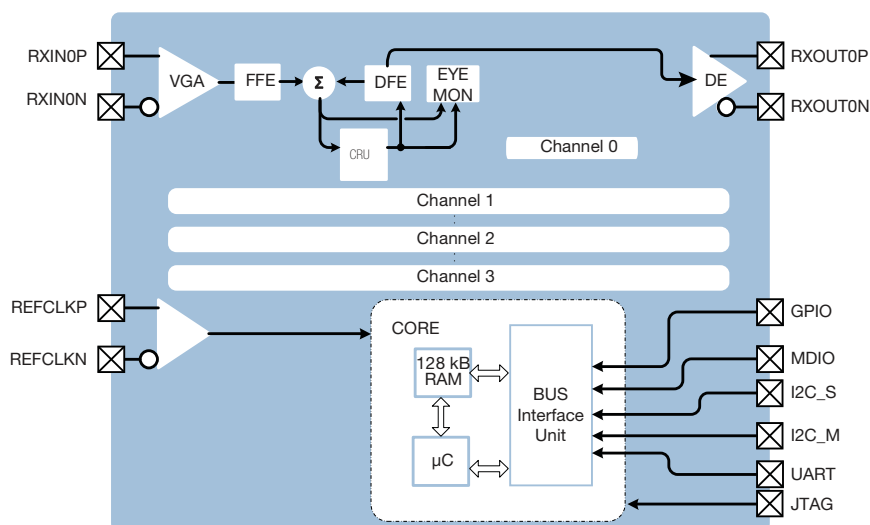 RXIN0P
RXIN0N
VGA
FFE
Σ
DFE
EYE
MON
CRU
DE
RXOUT0P
RXOUT0N
Channel 0
Channel 1
Channel 2
Channel 3
REFCLKP
REFCLKN
CORE
128 kB
RAM
µC
BUS
Interface
Unit
GPIO
MDIO
I2C_S
I2C_M
UART
JTAG